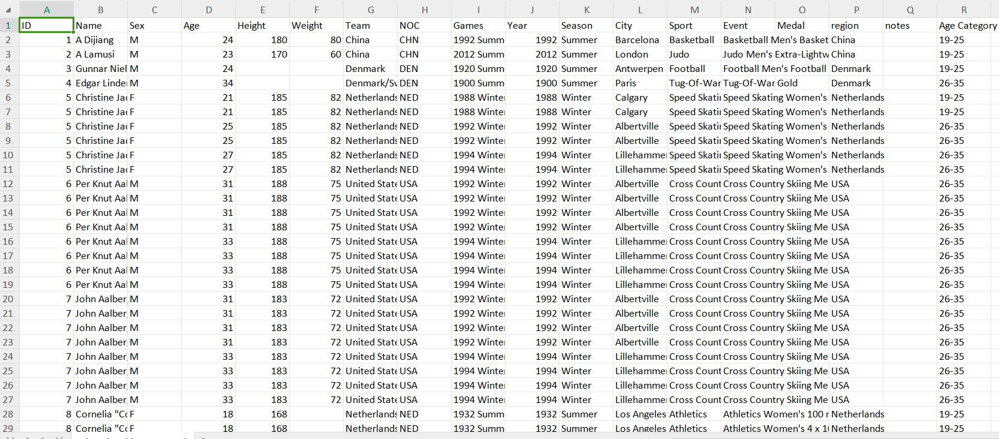 A B C D E F G H I J K L M N O P Q R
1 ID Name Sex Age Height Weight Team NOC Games Year Season City Sport Event Medal region notes Age Category
2 1 A Dijiang M 24 180 80 China CHN 1992 Summ 1992 Summer Barcelona Basketball Basketball Men's Basket China 19-25
3 2 A Lamusi M 23 170 60 China CHN 2012 Summ 2012 Summer London Judo Judo Men's Extra-Lightw China 19-25
4 3 Gunnar Niel M 24 Denmark DEN 1920 Summ 1920 Summer Antwerpen Football Football Men's Football Denmark 19-25
5 4 Edgar Linde M 34 Denmark/Sw DEN 1900 Summ 1900 Summer Paris Tug-Of-War Tug-Of-War Gold Denmark 26-35
6 5 Christine Jac F 21 185 82 Netherlands NED 1988 Winter 1988 Winter Calgary Speed Skati Speed Skating Women's Netherlands 19-25
7 5 Christine Jac F 21 185 82 Netherlands NED 1988 Winter 1988 Winter Calgary Speed Skati Speed Skating Women's Netherlands 19-25
8 5 Christine Jac F 25 185 82 Netherlands NED 1992 Winte 1992 Winter Albertville Speed Skati Speed Skating Women's Netherlands 26-35
9 5 Christine Jac F 25 185 82 Netherlands NED 1992 Winte 1992 Winter Albertville Speed Skati Speed Skating Women's Netherlands 26-35
10 5 Christine Jac F 27 185 82 Netherlands NED 1994 Winte 1994 Winter Lillehamme Speed Skati Speed Skating Women's Netherlands 26-35
11 5 Christine Jac F 27 185 82 Netherlands NED 1994 Winte 1994 Winter Lillehamme Speed Skati Speed Skating Women's Netherlands 26-35
12 6 Per Knut Aal M 31 188 75 United State USA 1992 Winte 1992 Winter Albertville Cross Count Cross Country Skiing Me USA 26-35
13 6 Per Knut Aal M 31 188 75 United State USA 1992 Winte 1992 Winter Albertville Cross Count Cross Country Skiing Me USA 26-35
14 6 Per Knut Aal M 31 188 75 United State USA 1992 Winte 1992 Winter Albertville Cross Count Cross Country Skiing Me USA 26-35
15 6 Per Knut Aal M 31 188 75 United State USA 1992 Winte 1992 Winter Albertville Cross Count Cross Country Skiing Me USA 26-35
16 6 Per Knut Aal M 33 188 75 United State USA 1994 Winte 1994 Winter Lillehamme Cross Count Cross Country Skiing Me USA 26-35
17 6 Per Knut Aal M 33 188 75 United State USA 1994 Winte 1994 Winter Lillehamme Cross Count Cross Country Skiing Me USA 26-35
18 6 Per Knut Aal M 33 188 75 United State USA 1994 Winte 1994 Winter Lillehamme Cross Count Cross Country Skiing Me USA 26-35
19 6 Per Knut Aal M 33 188 75 United State USA 1994 Winte 1994 Winter Lillehamme Cross Count Cross Country Skiing Me USA 26-35
20 7 John Aalber M 31 183 72 United State USA 1992 Winte 1992 Winter Albertville Cross Count Cross Country Skiing Me USA 26-35
21 7 John Aalber M 31 183 72 United State USA 1992 Winte 1992 Winter Albertville Cross Count Cross Country Skiing Me USA 26-35
22 7 John Aalber M 31 183 72 United State USA 1992 Winte 1992 Winter Albertville Cross Count Cross Country Skiing Me USA 26-35
23 7 John Aalber M 31 183 72 United State USA 1992 Winte 1992 Winter Albertville Cross Count Cross Country Skiing Me USA 26-35
24 7 John Aalber M 33 183 72 United State USA 1994 Winte 1994 Winter Lillehamme Cross Count Cross Country Skiing Me USA 26-35
25 7 John Aalber M 33 183 72 United State USA 1994 Winte 1994 Winter Lillehamme Cross Count Cross Country Skiing Me USA 26-35
26 7 John Aalber M 33 183 72 United State USA 1994 Winte 1994 Winter Lillehamme Cross Count Cross Country Skiing Me USA 26-35
27 7 John Aalber M 33 183 72 United State USA 1994 Winte 1994 Winter Lillehamme Cross Count Cross Country Skiing Me USA 26-35
28 8 Cornelia "Co F 18 168 Netherlands NED 1932 Summ 1932 Summer Los Angeles Athletics Athletics Women's 100 r Netherlands 19-25
29 8 Cornelia "Co F 18 168 Netherlands NED 1932 Summ 1932 Summer Los Angeles Athletics Athletics Women's 4 x 1 Netherlands 19-25